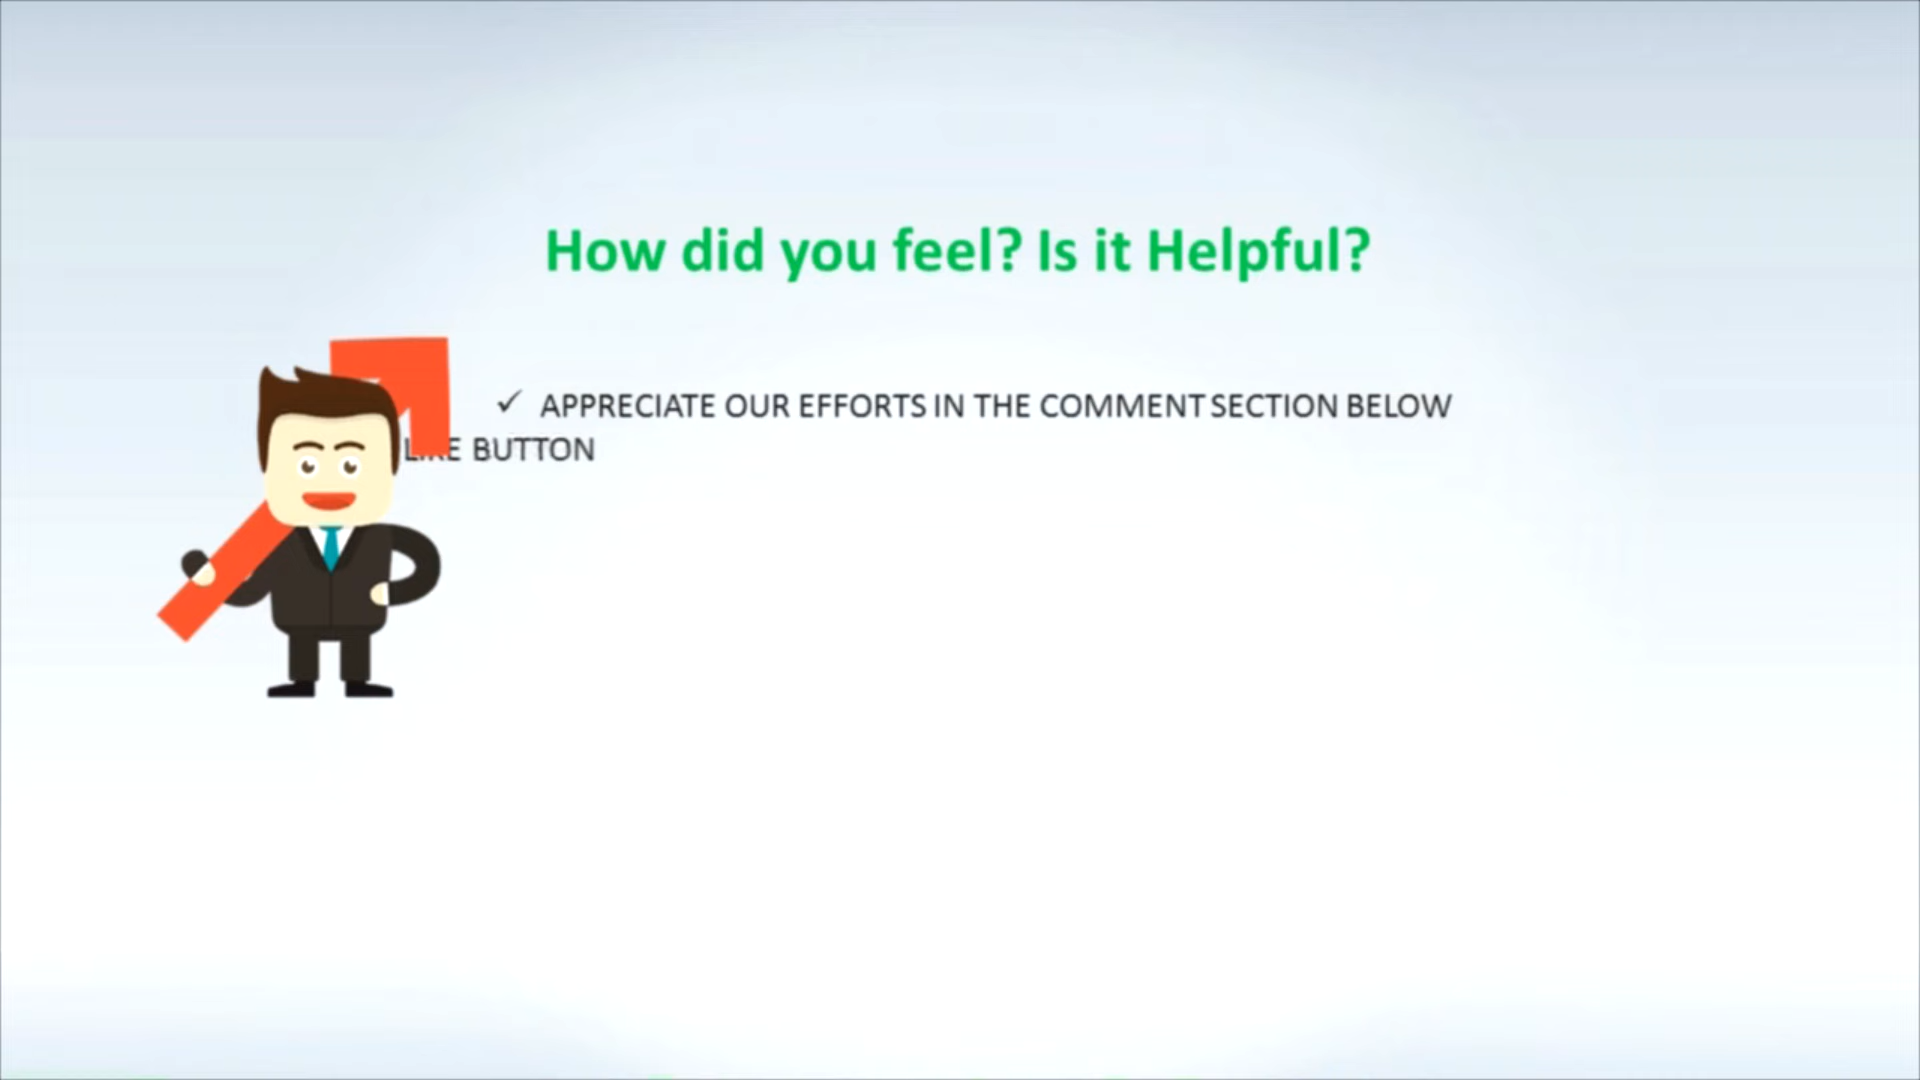 How did you feel? Is it Helpful?
✓ APPRECIATE OUR EFFORTS IN THE COMMENT SECTION BELOW
LIKE BUTTON